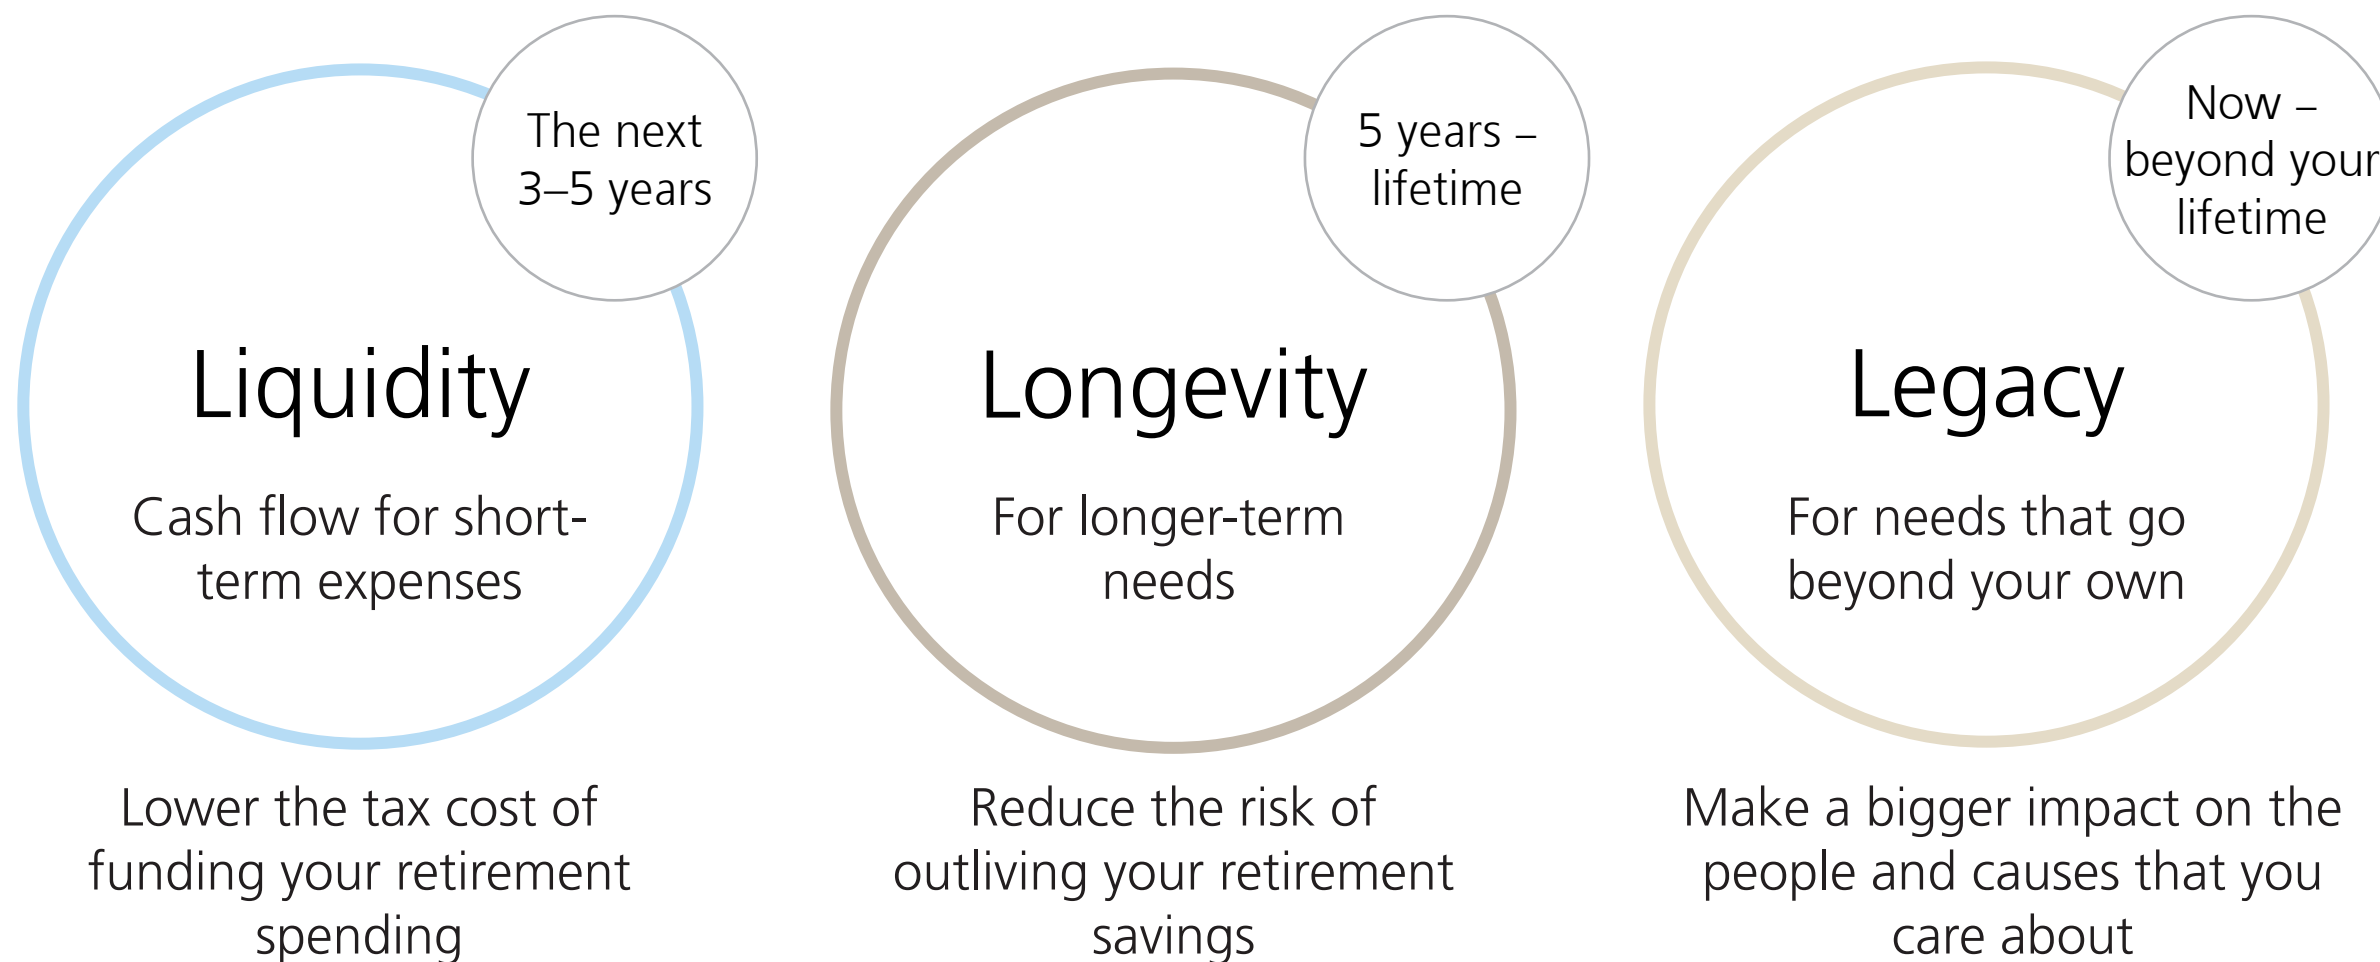 The next
3–5 years
Liquidity
Cash flow for short-
term expenses
Lower the tax cost of
funding your retirement
spending
5 years –
lifetime
Longevity
For longer-term
needs
Reduce the risk of
outliving your retirement
savings
Now –
beyond your
lifetime
Legacy
For needs that go
beyond your own
Make a bigger impact on the
people and causes that you
care about